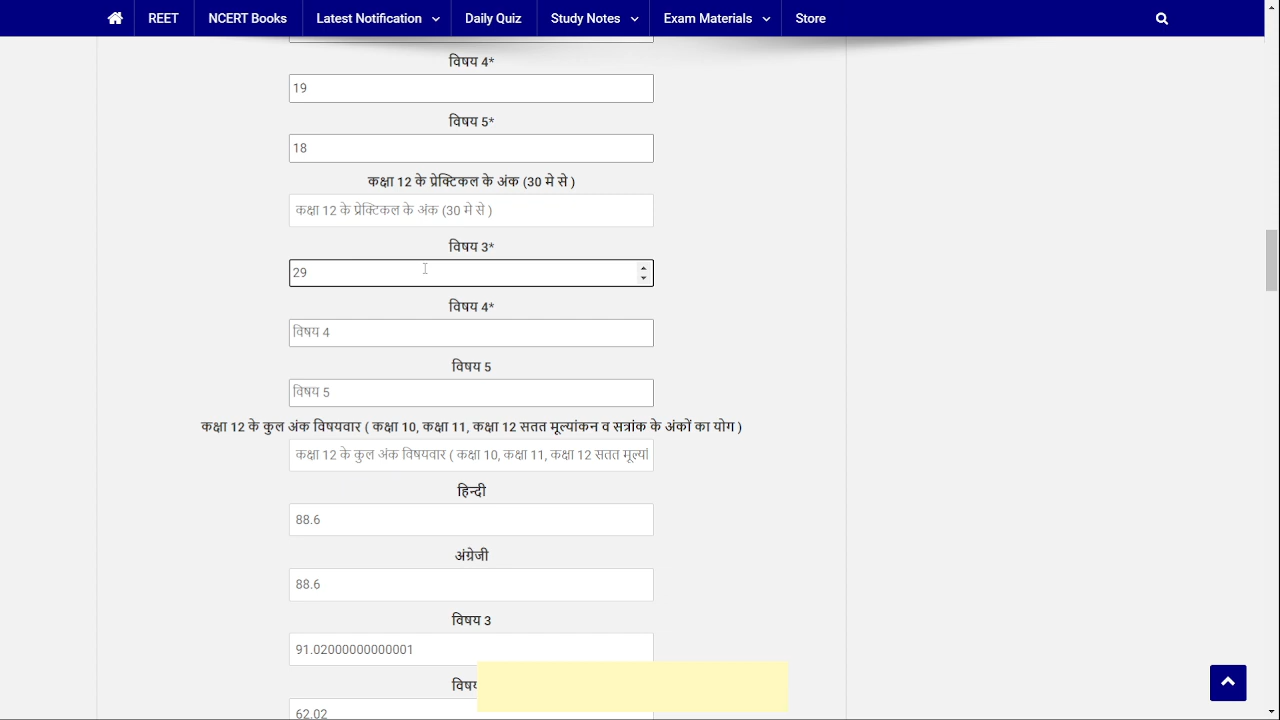 REET NCERT Books Latest Notification Daily Quiz Study Notes Exam Materials Store
विषय 4*
19
विषय 5*
18
कक्षा 12 के प्रेक्टिकल के अंक (30 मे से )
कक्षा 12 के प्रेक्टिकल के अंक (30 मे से )
विषय 3*
29
विषय 4*
विषय 4
विषय 5
विषय 5
कक्षा 12 के कुल अंक विषयवार ( कक्षा 10, कक्षा 11, कक्षा 12 सतत मूल्यांकन व सत्रांक के अंकों का योग )
कक्षा 12 के कुल अंक विषयवार ( कक्षा 10, कक्षा 11, कक्षा 12 सतत मूल्यां
हिन्दी
88.6
अंग्रेजी
88.6
विषय 3
91.02000000000001
विषय
62.02